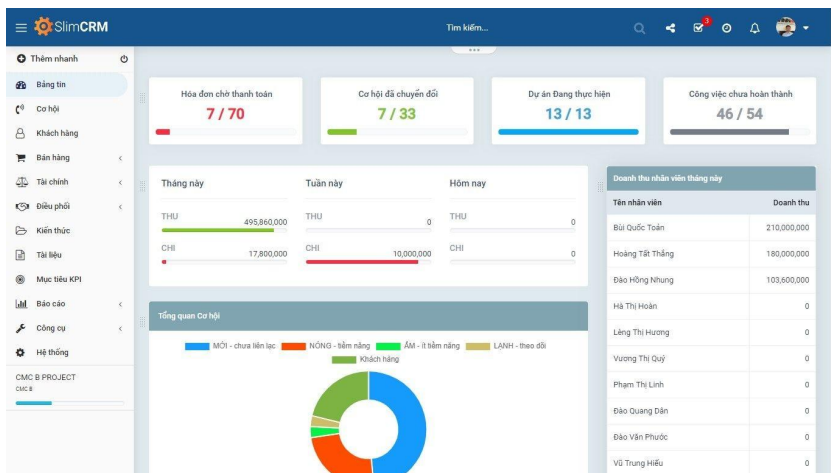 SlimCRM
Tìm kiếm...
3
Thêm nhanh
Bảng tin
Cơ hội
Khách hàng
Bán hàng
Tài chính
Điều phối
Kiến thức
Tài liệu
Mục tiêu KPI
Báo cáo
Công cụ
Hệ thống
CMC B PROJECT
CMC B
Hóa đơn chờ thanh toán
7 / 70
Cơ hội đã chuyển đổi
7 / 33
Dự án Đang thực hiện
13 / 13
Công việc chưa hoàn thành
46 / 54
Tháng này
THU
495,860,000
CHI
17,800,000
Tuần này
THU
0
CHI
10,000,000
Hôm nay
THU
0
CHI
0
Tổng quan Cơ hội
MỚI - chưa liên lạc
NÓNG - tiềm năng
ẤM - ít tiềm năng
LẠNH - theo dõi
Khách hàng
Doanh thu nhân viên tháng này
Tên nhân viên Doanh thu
Bùi Quốc Toản 210,000,000
Hoàng Tất Thắng 180,000,000
Đào Hồng Nhung 103,600,000
Hà Thị Hoàn 0
Lèng Thị Hương 0
Vương Thị Quý 0
Phạm Thị Linh 0
Đào Quang Dân 0
Đào Văn Phước 0
Vũ Trung Hiếu 0